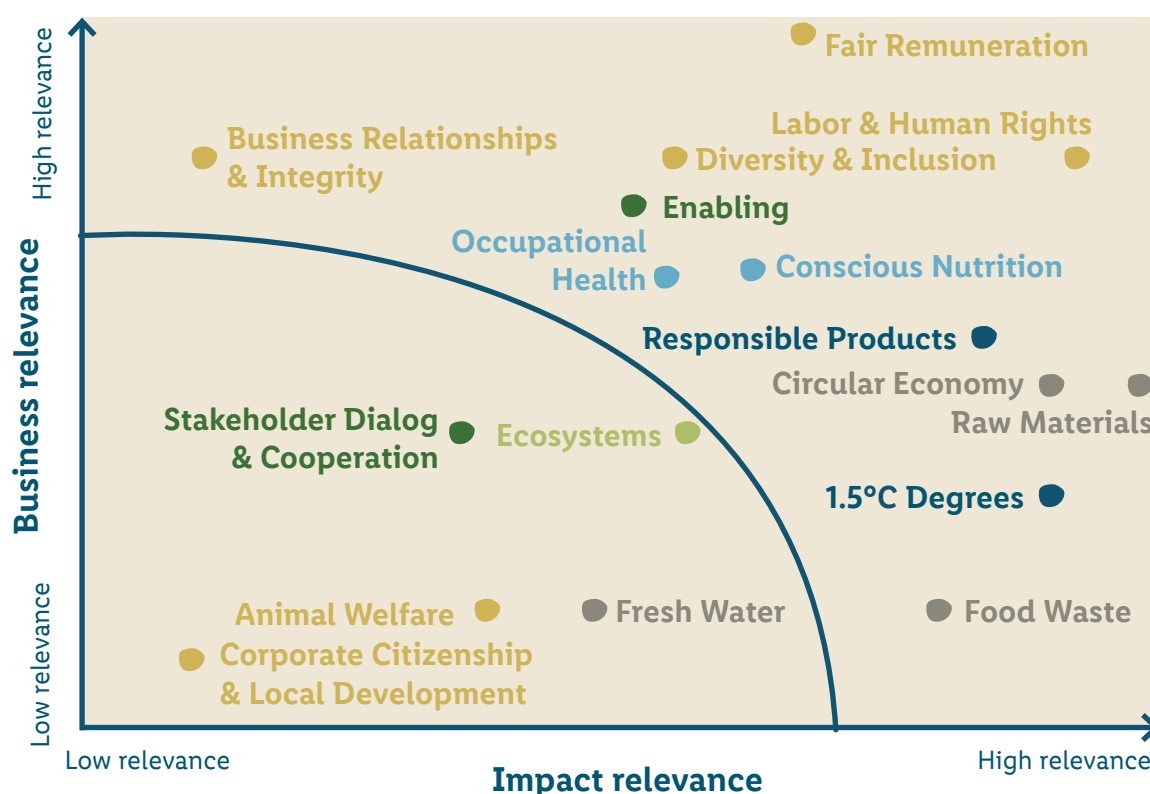 High relevance
Fair Remuneration
Business Relationships
& Integrity
Labor & Human Rights
Diversity & Inclusion
Enabling
Occupational
Health
Conscious Nutrition
Business relevance
Responsible Products
Circular Economy
Raw Materials
Stakeholder Dialog
& Cooperation
Ecosystems
1.5°C Degrees
Low relevance
Animal Welfare
Fresh Water
Food Waste
Corporate Citizenship
& Local Development
Low relevance
Impact relevance
High relevance